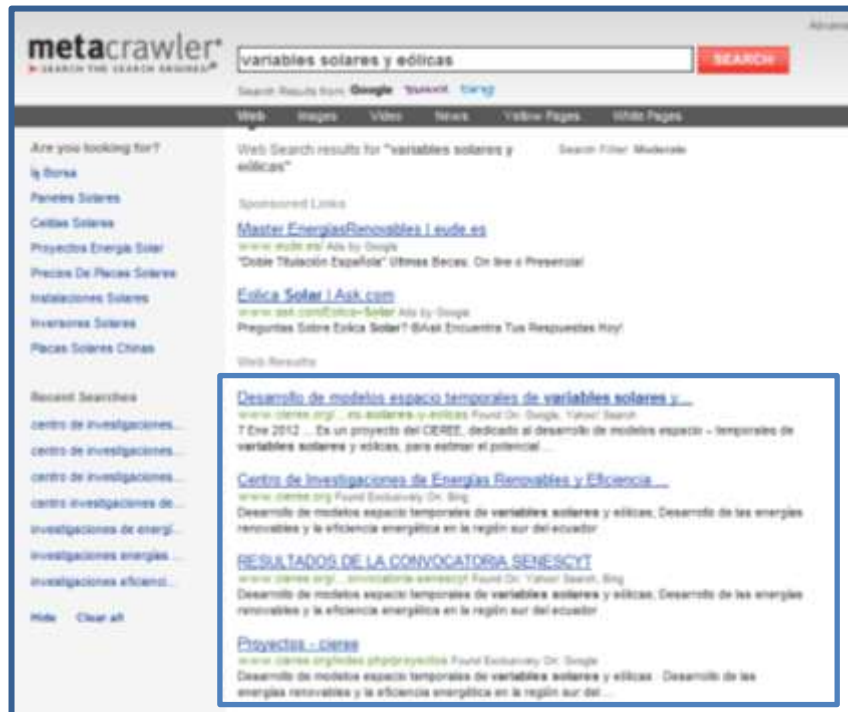 metacrawler
SEARCH THE SEARCH ENGINES!
variables solares y eólicas
SEARCH
Search Results from: Google bing
Web Images Video News Yellow Pages White Pages
Are you looking for?
Iq Borsa
Paneles Solares
Celdas Solares
Proyectos Energia Solar
Precios De Placas Solares
Instalaciones Solares
Inversores Solares
Placas Solares Chinas
Recent Searches
centro de investigaciones...
centro de investigaciones...
centro de investigaciones...
centro investigaciones de...
investigaciones de energí...
investigaciones energias ...
investigaciones eficienci...
Hide Clear all
Web Search results for "variables solares y
eólicas"
Search Filter: Moderate
Sponsored Links
Master EnergíasRenovables | eude.es
www.eude.es/ Ads by Google
"Doble Titulación Española" Ultimas Becas. On line o Presencial
Eolica Solar | Ask.com
www.ask.com/Eolica+Solar Ads by Google
Preguntas Sobre Eolica Solar? @Ask Encuentra Tus Respuestas Hoy!
Web Results
Desarrollo de modelos espacio temporales de variables solares y ...
www.cieree.org/...es-solares-y-eolicas Found On: Google, Yahoo! Search
7 Ene 2012 ... Es un proyecto del CIEREE, dedicado al desarrollo de modelos espacio – temporales de
variables solares y eólicas, para estimar el potencial ...
Centro de Investigaciones de Energías Renovables y Eficiencia ...
www.cieree.org Found Exclusively On: Bing
Desarrollo de modelos espacio temporales de variables solares y eólicas; Desarrollo de las energías
renovables y la eficiencia energética en la región sur del ecuador
RESULTADOS DE LA CONVOCATORIA SENESCYT
www.cieree.org/...onvocatoria-senescyt Found On: Yahoo! Search, Bing
Desarrollo de modelos espacio temporales de variables solares y eólicas; Desarrollo de las energías
renovables y la eficiencia energética en la región sur del ecuador
Proyectos - cieree
www.cieree.org/index.php/proyectos Found Exclusively On: Google
Desarrollo de modelos espacio temporales de variables solares y eólicas · Desarrollo de las
energías renovables y la eficiencia energética en la región sur del ...